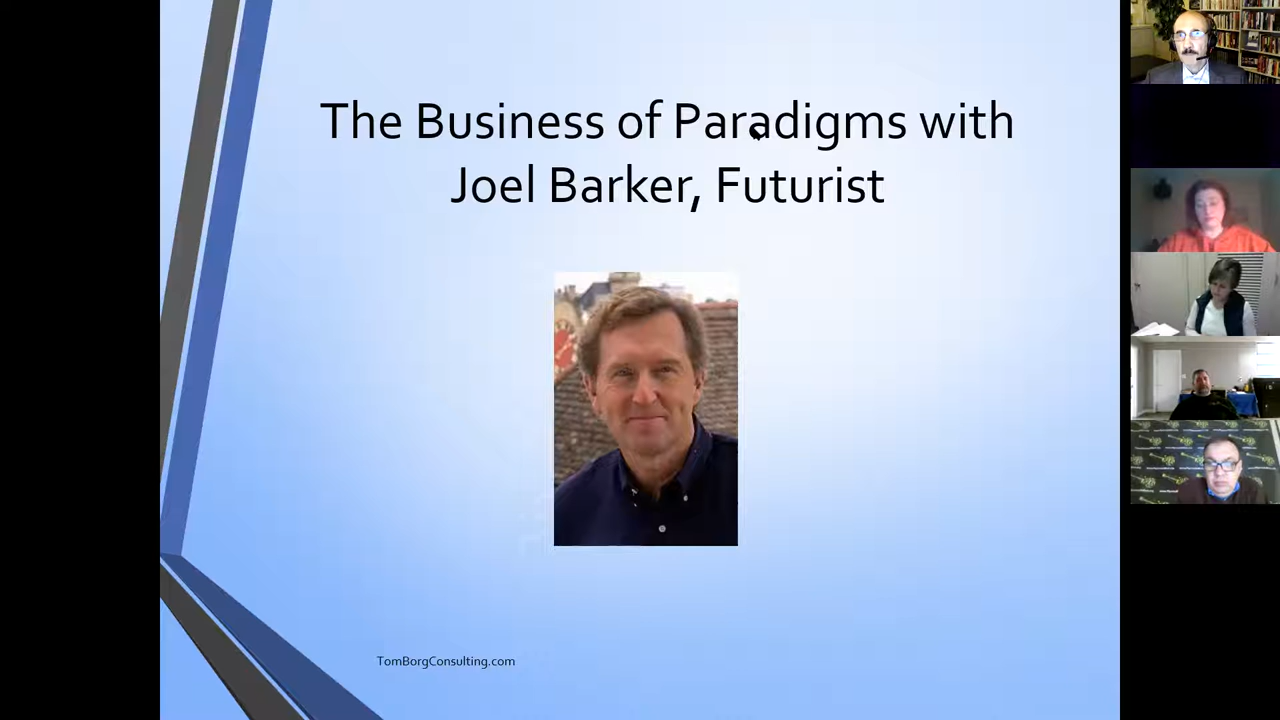 The Business of Paradigms with
Joel Barker, Futurist
TomBorgConsulting.com